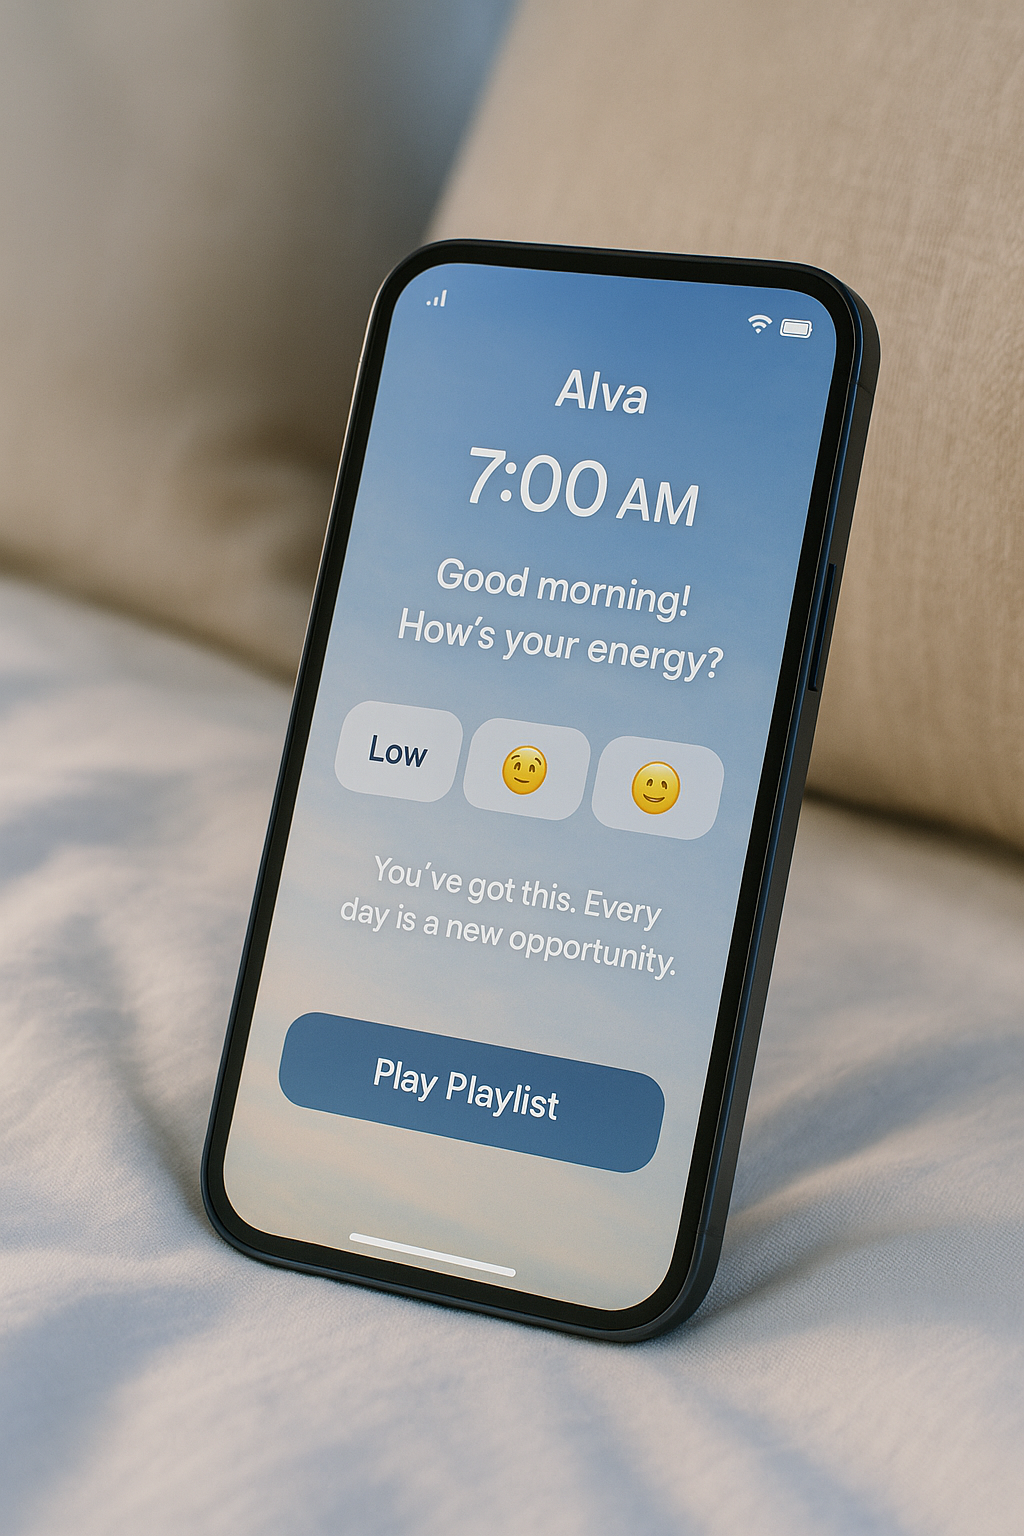 Alva
7:00 AM
Good morning!
How's your energy?
Low
You've got this. Every
day is a new opportunity.
Play Playlist